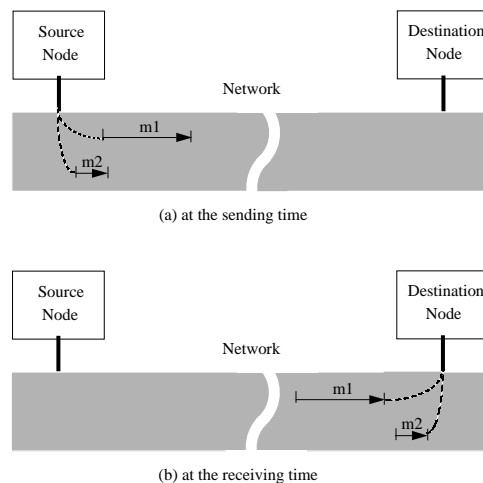 Source
Node
Destination
Node
Network
m1
m2
(a) at the sending time
Source
Node
Destination
Node
Network
m1
m2
(b) at the receiving time